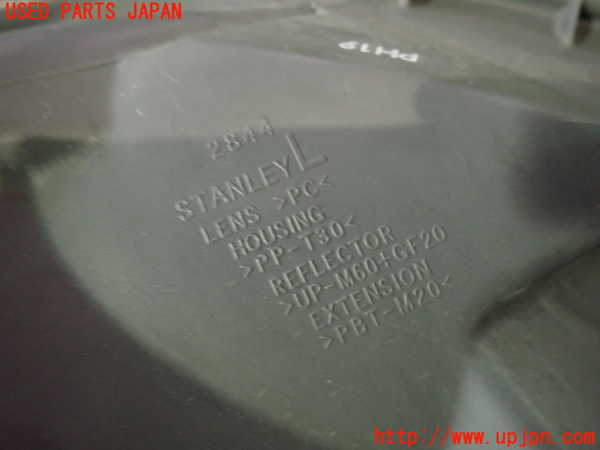 USED PARTS JAPAN
PH19
2844
STANLEY L
LENS >PC<
HOUSING
>PP-T30<
REFLECTOR
>UP-M60+GF20
EXTENSION
>PBT-M20<
http://www.upjpn.com/